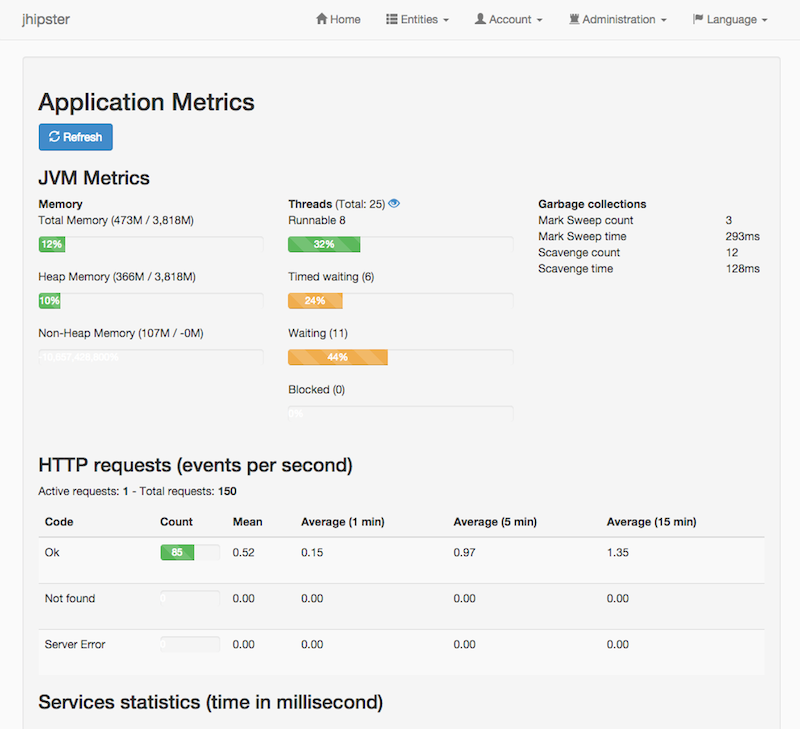 jhipster
Home Entities Account Administration Language
Application Metrics
Refresh
JVM Metrics
Memory
Total Memory (473M / 3,818M)
12%
Heap Memory (366M / 3,818M)
10%
Non-Heap Memory (107M / -0M)
Threads (Total: 25)
Runnable 8
32%
Timed waiting (6)
24%
Waiting (11)
44%
Blocked (0)
0%
Garbage collections
Mark Sweep count 3
Mark Sweep time 293ms
Scavenge count 12
Scavenge time 128ms
HTTP requests (events per second)
Active requests: 1 - Total requests: 150
Code Count Mean Average (1 min) Average (5 min) Average (15 min)
Ok 85 0.52 0.15 0.97 1.35
Not found 0 0.00 0.00 0.00 0.00
Server Error 0 0.00 0.00 0.00 0.00
Services statistics (time in millisecond)